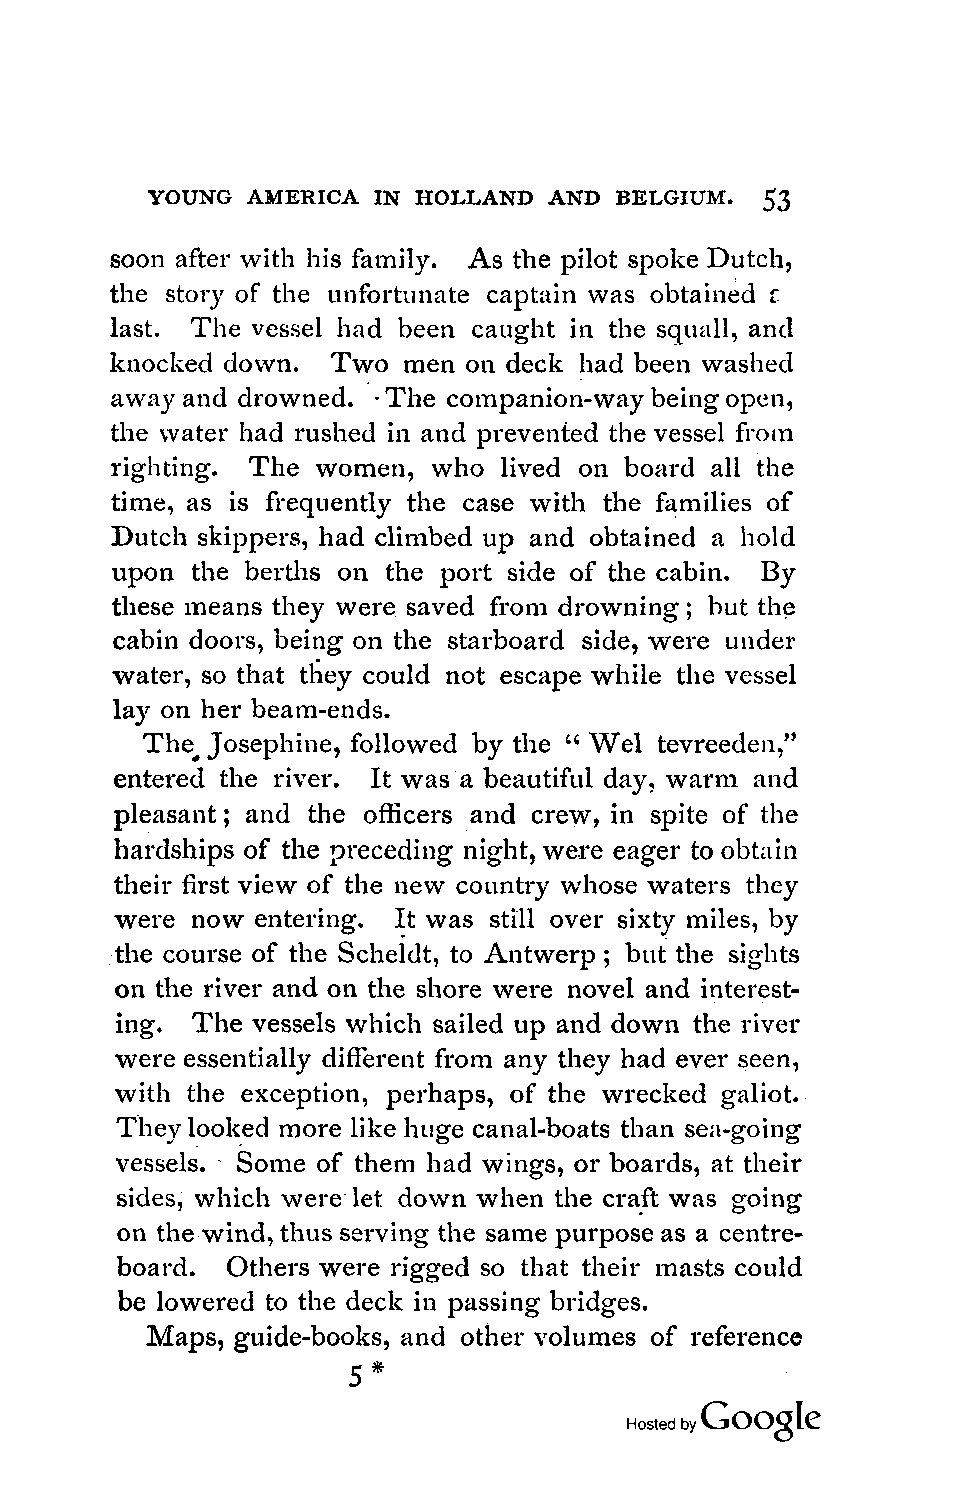 YOUNG AMERICA IN HOLLAND AND BELGIUM. 53
soon after with his family. As the pilot spoke Dutch,
the story of the unfortunate captain was obtained
last. The vessel had been caught in the squall, and
knocked down. Two men on deck had been washed
away and drowned. The companion-way being open,
the water had rushed in and prevented the vessel from
righting. The women, who lived on board all the
time, as is frequently the case with the families of
Dutch skippers, had climbed up and obtained a hold
upon the berths on the port side of the cabin. By
these means they were saved from drowning; but the
cabin doors, being on the starboard side, were under
water, so that they could not escape while the vessel
lay on her beam-ends.
The Josephine, followed by the “Wel tevreeden,”
entered the river. It was a beautiful day, warm and
pleasant; and the officers and crew, in spite of the
hardships of the preceding night, were eager to obtain
their first view of the new country whose waters they
were now entering. It was still over sixty miles, by
the course of the Scheldt, to Antwerp; but the sights
on the river and on the shore were novel and interest-
ing. The vessels which sailed up and down the river
were essentially different from any they had ever seen,
with the exception, perhaps, of the wrecked galiot.
They looked more like huge canal-boats than sea-going
vessels. Some of them had wings, or boards, at their
sides, which were let down when the craft was going
on the wind, thus serving the same purpose as a centre-
board. Others were rigged so that their masts could
be lowered to the deck in passing bridges.
Maps, guide-books, and other volumes of reference
5*
Hosted by Google